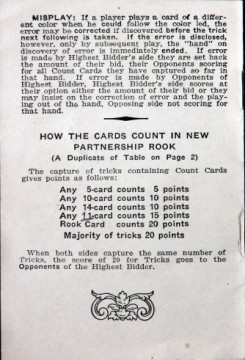 MISPLAY: If a player plays a card of a differ-
ent color when he could follow the color led, the
error may be corrected if discovered before the trick
next following is taken. If the error is disclosed,
however, only by subsequent play, the "hand" on
discovery of error is immediately ended. If error
is made by Highest Bidder's side they are set back
the amount of their bid, their Opponents scoring
for all Count Cards they have captured so far in
that hand. If error is made by Opponents of
Highest Bidder, the Highest Bidder's side scores at
their option either the amount of their bid or they
may insist on the correction of error and the play-
ing out of the hand, Opposing side not scoring for
that hand.
HOW THE CARDS COUNT IN NEW
PARTNERSHIP ROOK
(A Duplicate of Table on Page 2)
The capture of tricks containing Count Cards
gives points as follows:
Any 5-card counts 5 points
Any 10-card counts 10 points
Any 14-card counts 10 points
Any 11-card counts 15 points
Rook Card counts 20 points
Majority of tricks 20 points
When both sides capture the same number of
Tricks, the score of 20 for Tricks goes to the
Opponents of the Highest Bidder.